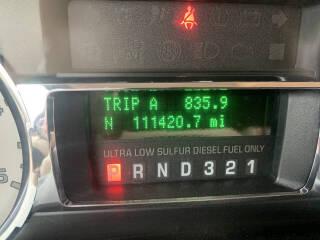 TRIP A 835.9
N 111420.7 mi
ULTRA LOW SULFUR DIESEL FUEL ONLY
P R N D 3 2 1